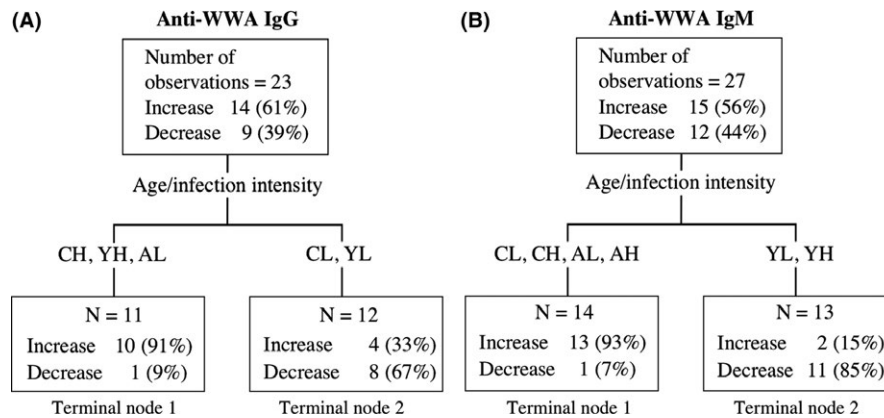 (A)
Anti-WWA IgG
Number of
observations = 23
Increase 14 (61%)
Decrease 9 (39%)
Age/infection intensity
CH, YH, AL
CL, YL
N = 11
Increase 10 (91%)
Decrease 1 (9%)
Terminal node 1
N = 12
Increase 4 (33%)
Decrease 8 (67%)
Terminal node 2
(B)
Anti-WWA IgM
Number of
observations = 27
Increase 15 (56%)
Decrease 12 (44%)
Age/infection intensity
CL, CH, AL, AH
YL, YH
N = 14
Increase 13 (93%)
Decrease 1 (7%)
Terminal node 1
N = 13
Increase 2 (15%)
Decrease 11 (85%)
Terminal node 2